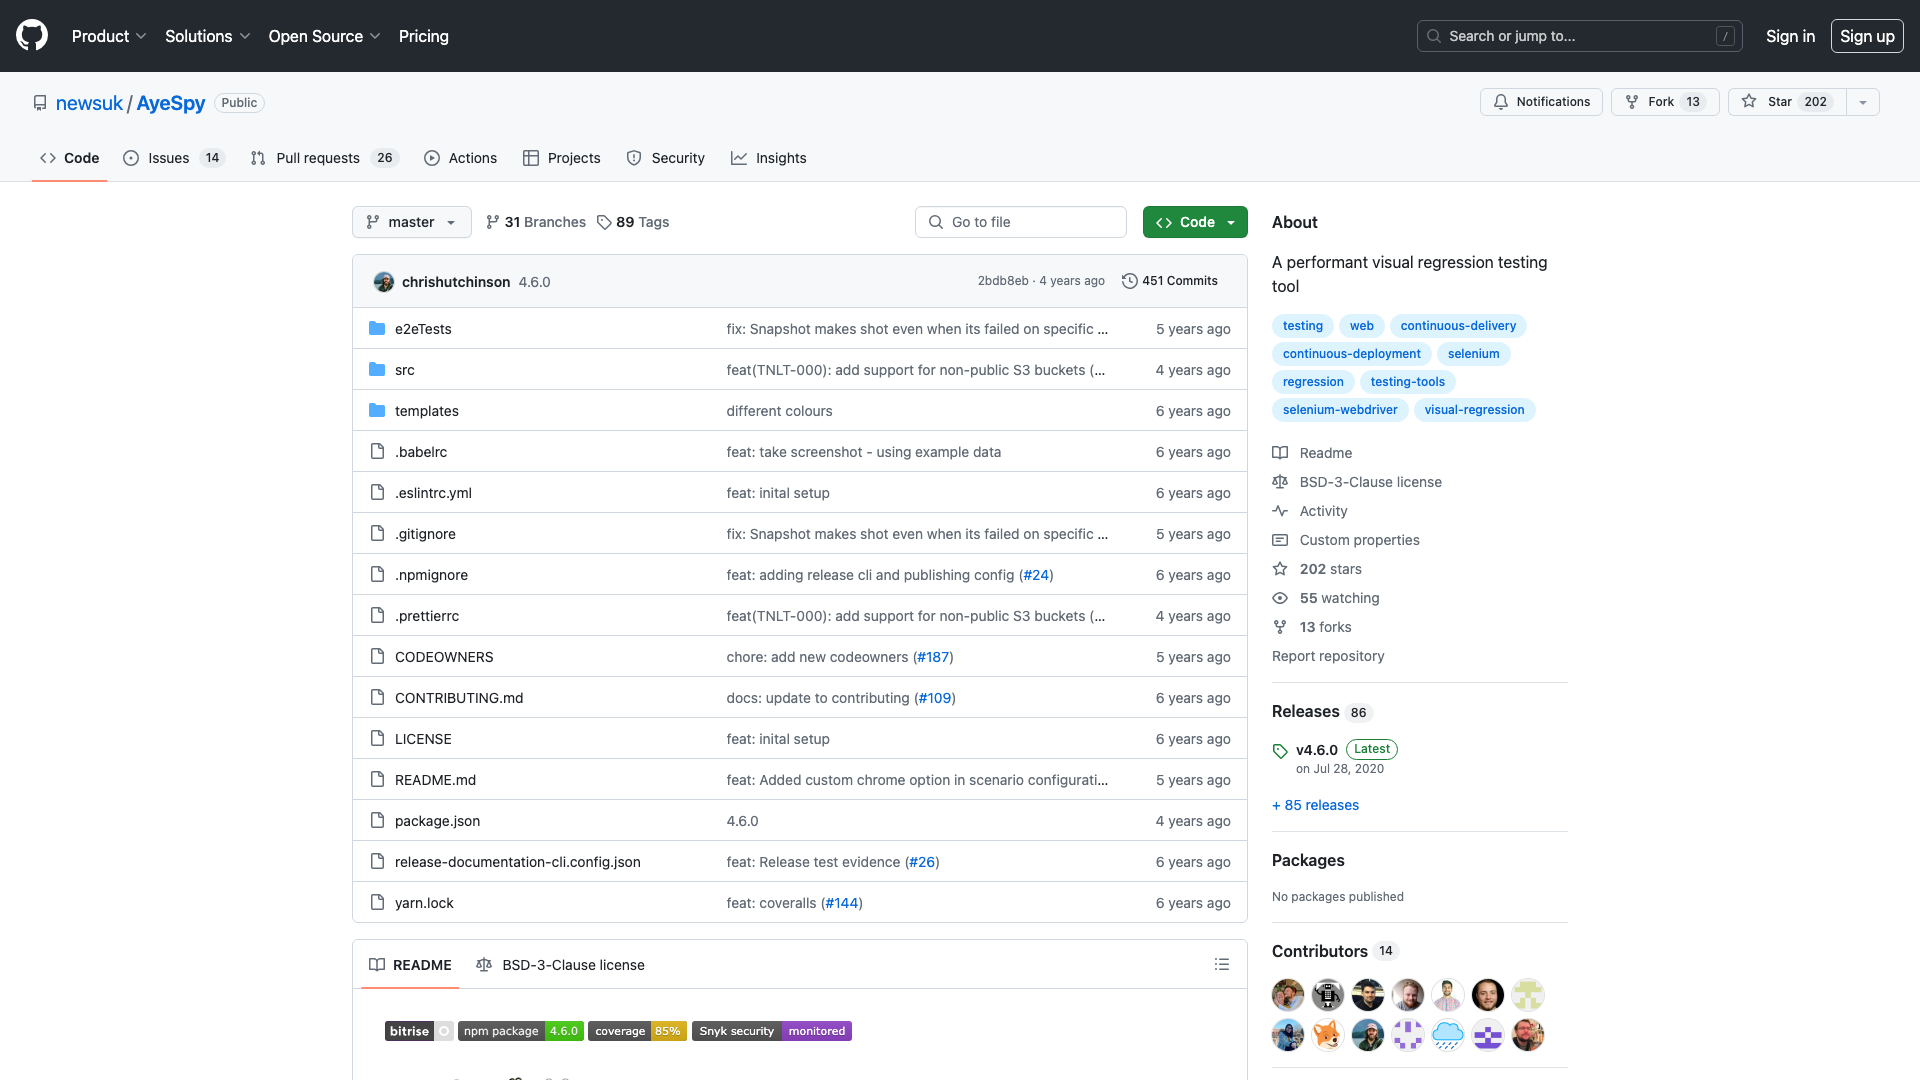 Product Solutions Open Source Pricing Search or jump to... / Sign in Sign up
newsuk / AyeSpy Public Notifications Fork 13 Star 202
Code Issues 14 Pull requests 26 Actions Projects Security Insights
master 31 Branches 89 Tags Go to file Code
chrishutchinson 4.6.0 2bdb8eb · 4 years ago 451 Commits
e2eTests fix: Snapshot makes shot even when its failed on specific ... 5 years ago
src feat(TNLT-000): add support for non-public S3 buckets (... 4 years ago
templates different colours 6 years ago
.babelrc feat: take screenshot - using example data 6 years ago
.eslintrc.yml feat: inital setup 6 years ago
.gitignore fix: Snapshot makes shot even when its failed on specific ... 5 years ago
.npmignore feat: adding release cli and publishing config (#24) 6 years ago
.prettierrc feat(TNLT-000): add support for non-public S3 buckets (... 4 years ago
CODEOWNERS chore: add new codeowners (#187) 5 years ago
CONTRIBUTING.md docs: update to contributing (#109) 6 years ago
LICENSE feat: inital setup 6 years ago
README.md feat: Added custom chrome option in scenario configurati... 5 years ago
package.json 4.6.0 4 years ago
release-documentation-cli.config.json feat: Release test evidence (#26) 6 years ago
yarn.lock feat: coveralls (#144) 6 years ago
README BSD-3-Clause license
bitrise npm package 4.6.0 coverage 85% Snyk security monitored
About
A performant visual regression testing
tool
testing web continuous-delivery
continuous-deployment selenium
regression testing-tools
selenium-webdriver visual-regression
Readme
BSD-3-Clause license
Activity
Custom properties
202 stars
55 watching
13 forks
Report repository
Releases 86
v4.6.0 Latest
on Jul 28, 2020
+ 85 releases
Packages
No packages published
Contributors 14